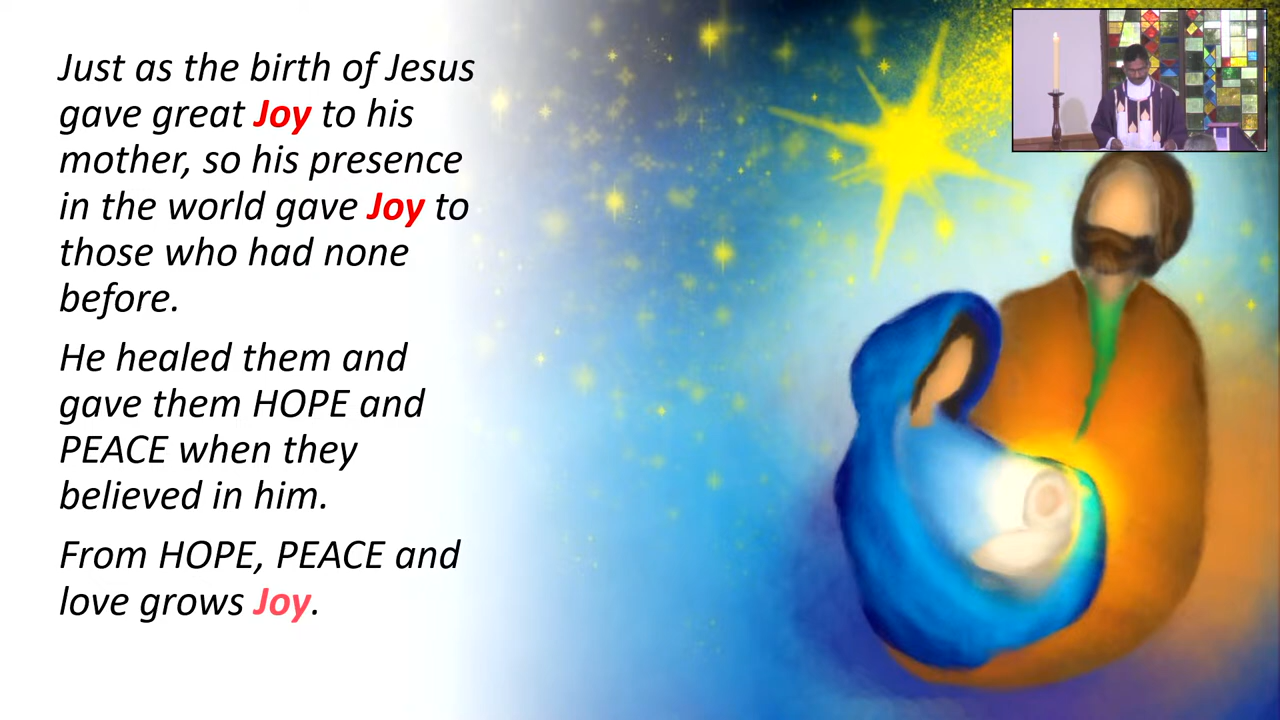 Just as the birth of Jesus
gave great Joy to his
mother, so his presence
in the world gave Joy to
those who had none
before.
He healed them and
gave them HOPE and
PEACE when they
believed in him.
From HOPE, PEACE and
love grows Joy.